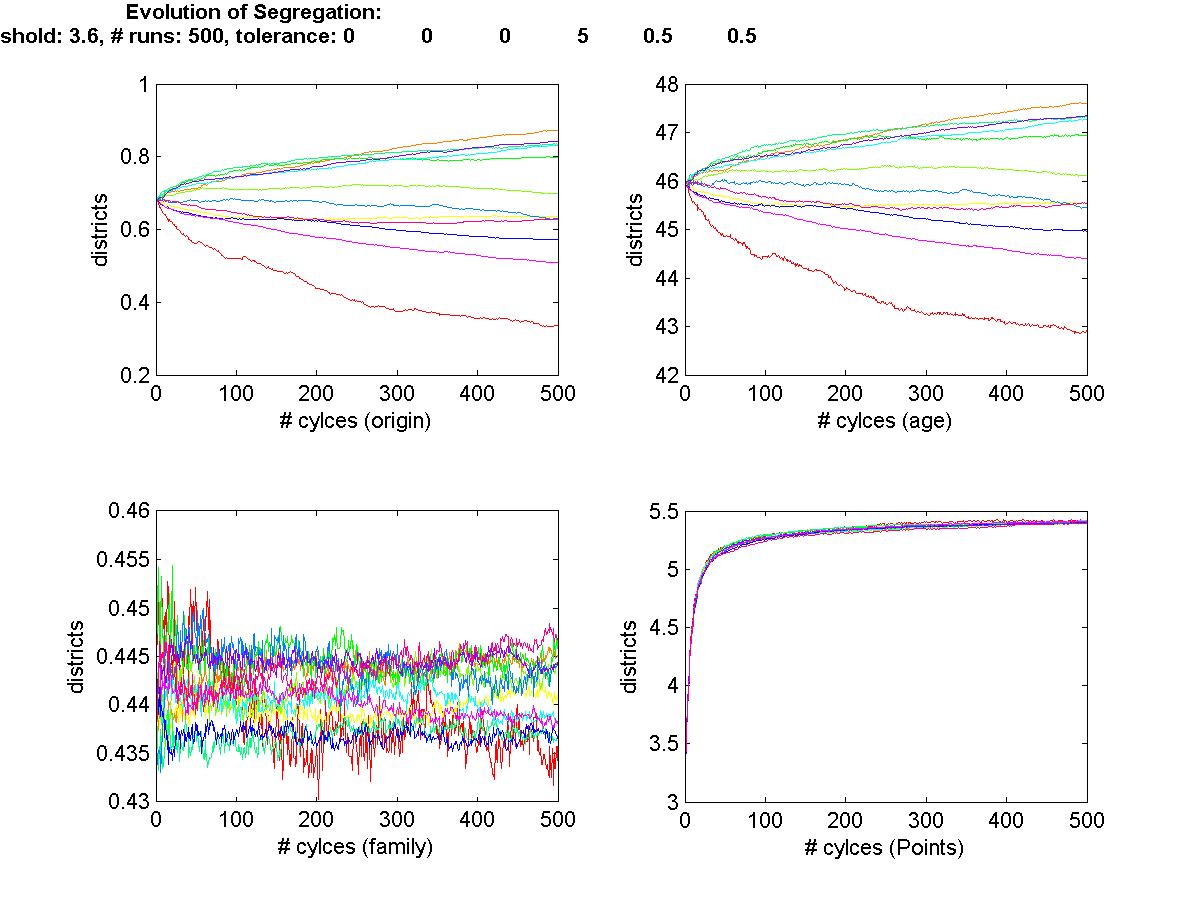 Evolution of Segregation:
shold: 3.6, # runs: 500, tolerance: 0 0 0 5 0.5 0.5
1
0.8
0.6
0.4
0.2
districts
0 100 200 300 400 500
# cylces (origin)
48
47
46
45
44
43
42
districts
0 100 200 300 400 500
# cylces (age)
0.46
0.455
0.45
0.445
0.44
0.435
0.43
districts
0 100 200 300 400 500
# cylces (family)
5.5
5
4.5
4
3.5
3
districts
0 100 200 300 400 500
# cylces (Points)